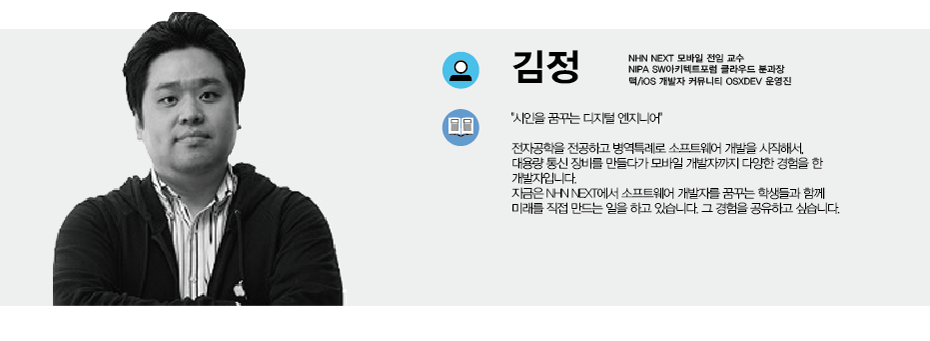 김정
NHN NEXT 모바일 전임 교수
NIPA SW아키텍트포럼 클라우드 분과장
맥/iOS 개발자 커뮤니티 OSXDEV 운영진
"시인을 꿈꾸는 디지털 엔지니어"
전자공학을 전공하고 병역특례로 소프트웨어 개발을 시작해서,
대용량 통신 장비를 만들다가 모바일 개발자까지 다양한 경험을 한
개발자입니다.
지금은 NHN NEXT에서 소프트웨어 개발자를 꿈꾸는 학생들과 함께
미래를 직접 만드는 일을 하고 있습니다. 그 경험을 공유하고 싶습니다.